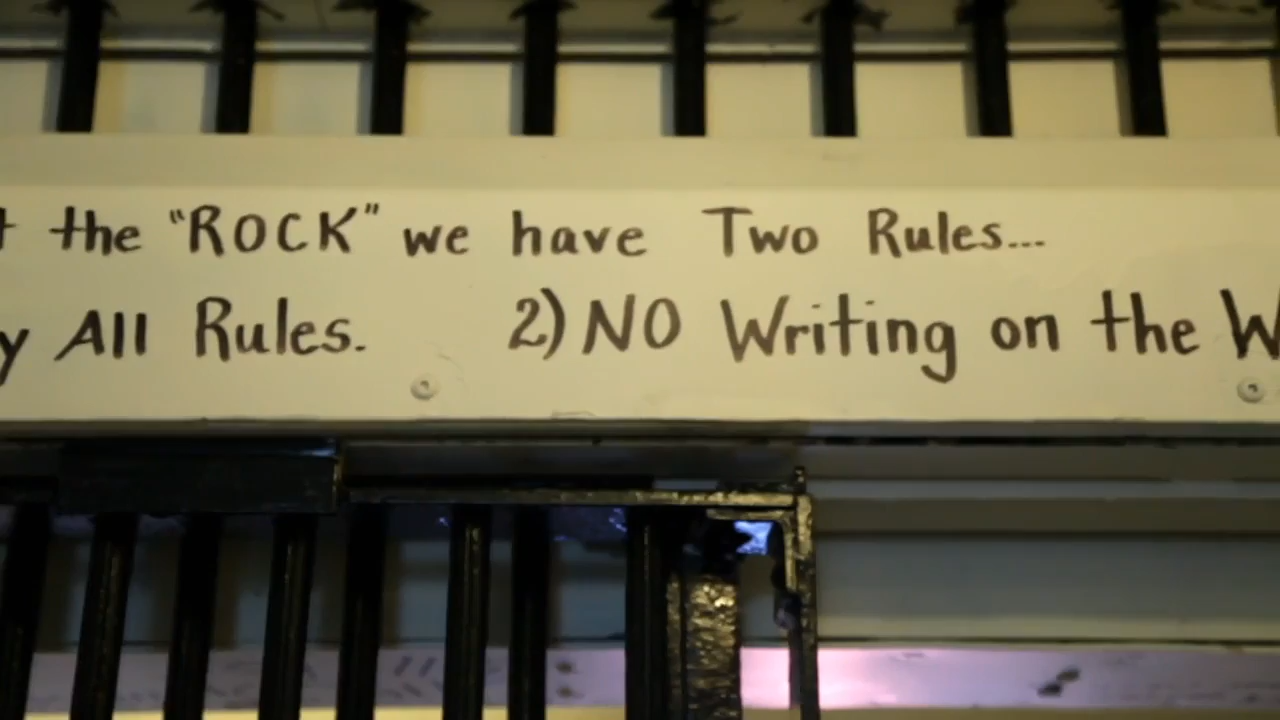 the "ROCK" we have Two Rules...
All Rules. 2) NO Writing on the